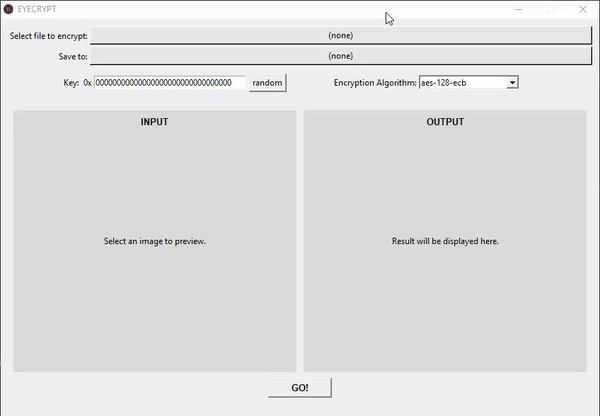 EYECRYPT
Select file to encrypt: (none)
Save to: (none)
Key: 0x 00000000000000000000000000000000 random Encryption Algorithm: aes-128-ecb
INPUT OUTPUT
Select an image to preview. Result will be displayed here.
GO!